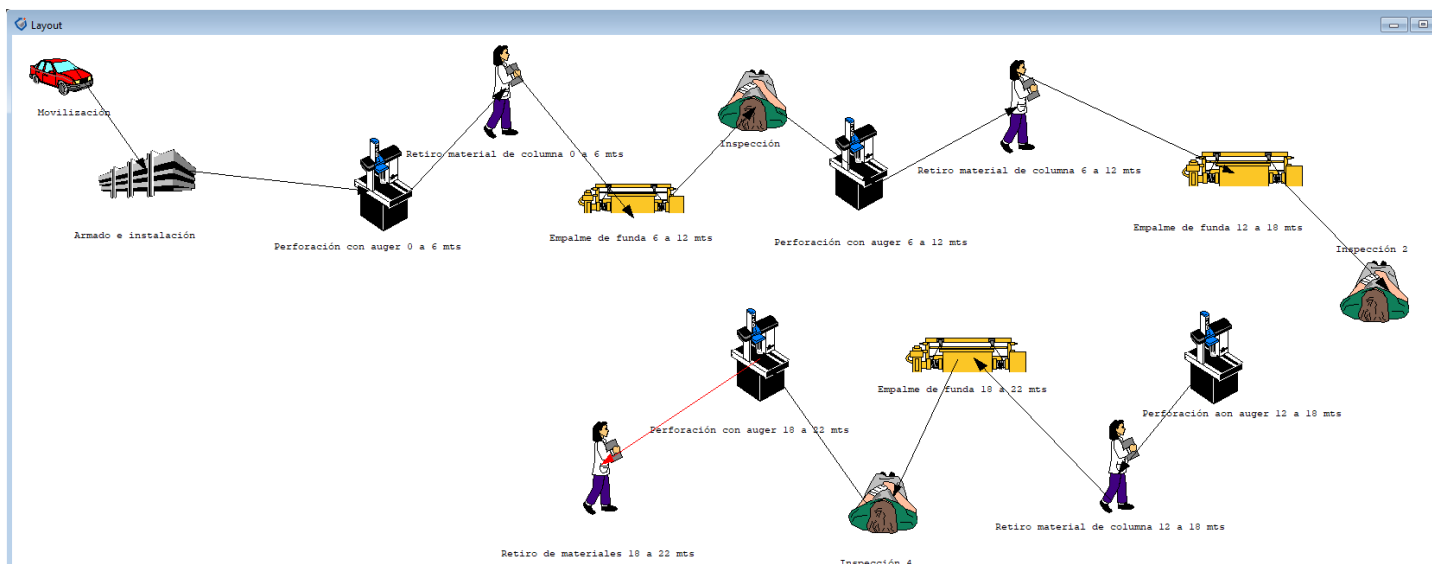 Layout
Movilización
Armado e instalación
Perforación con auger 0 a 6 mts
Retiro material de columna 0 a 6 mts
Empalme de funda 6 a 12 mts
Inspección
Perforación con auger 6 a 12 mts
Retiro material de columna 6 a 12 mts
Empalme de funda 12 a 18 mts
Inspección 2
Perforación aon auger 12 a 18 mts
Retiro material de columna 12 a 18 mts
Empalme de funda 18 a 22 mts
Inspección 4
Perforación con auger 18 a 22 mts
Retiro de materiales 18 a 22 mts